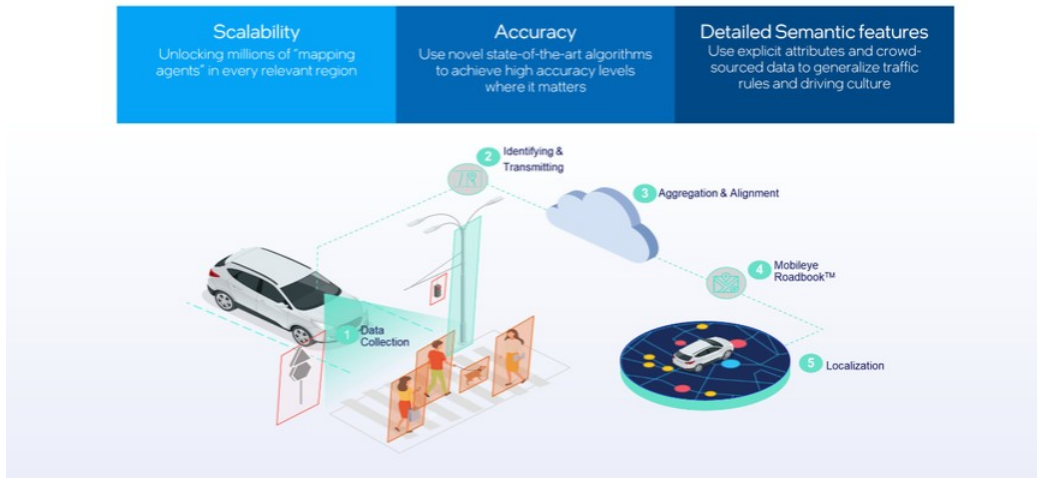 Scalability
Unlocking millions of “mapping
agents” in every relevant region
Accuracy
Use novel state-of-the-art algorithms
to achieve high accuracy levels
where it matters
Detailed Semantic features
Use explicit attributes and crowd-
sourced data to generalize traffic
rules and driving culture
1 Data
Collection
2 Identifying &
Transmitting
3 Aggregation & Alignment
4 Mobileye
Roadbook™
5 Localization